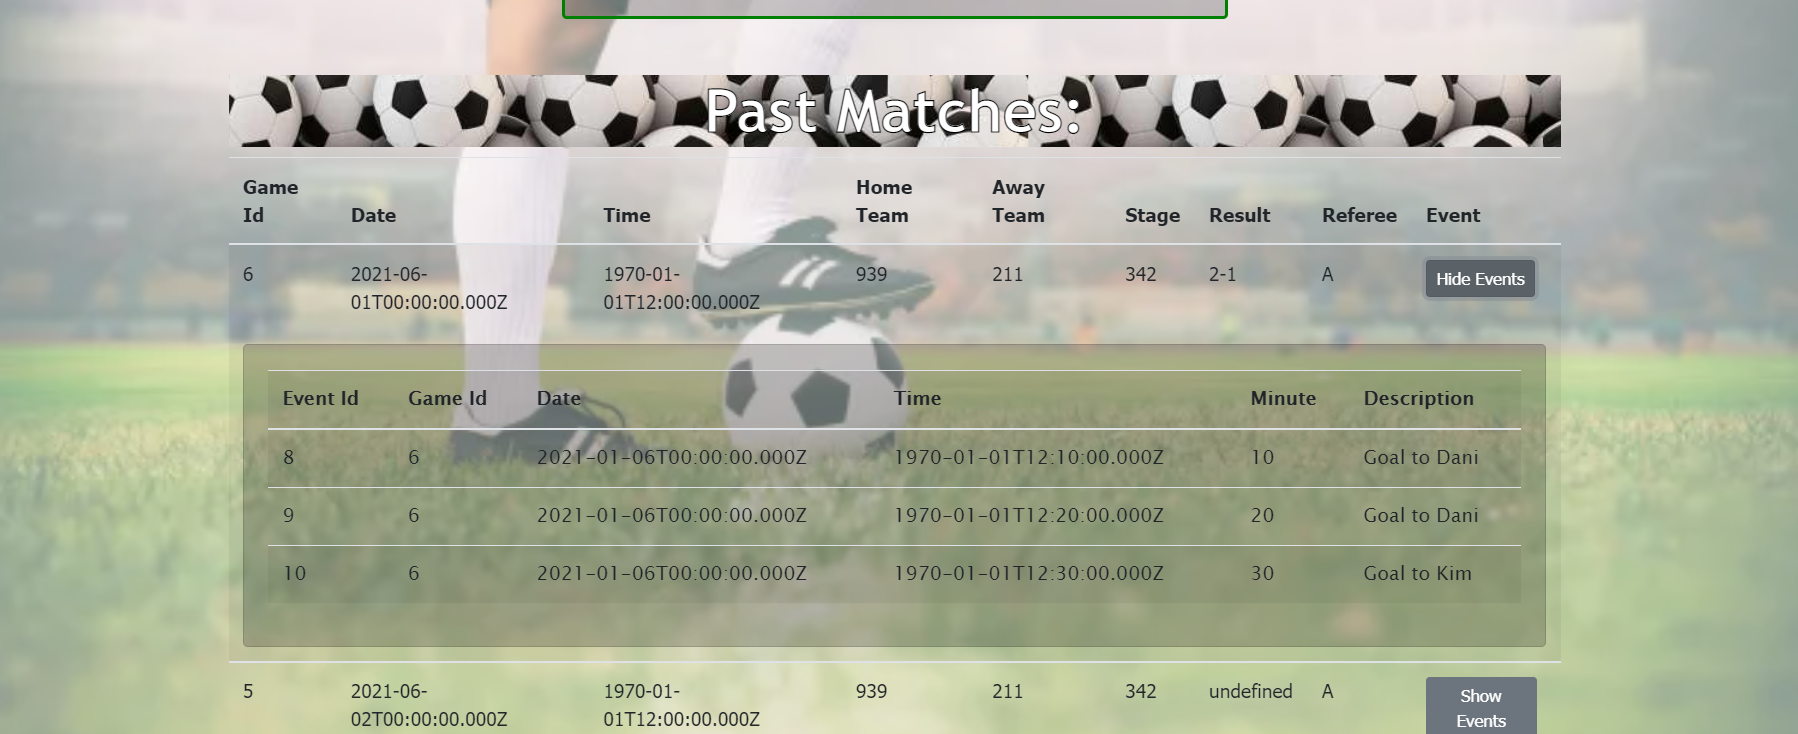 Past Matches:
Game Id Date Time Home Team Away Team Stage Result Referee Event
6 2021-06-01T00:00:00.000Z 1970-01-01T12:00:00.000Z 939 211 342 2-1 A Hide Events
Event Id Game Id Date Time Minute Description
8 6 2021-01-06T00:00:00.000Z 1970-01-01T12:10:00.000Z 10 Goal to Dani
9 6 2021-01-06T00:00:00.000Z 1970-01-01T12:20:00.000Z 20 Goal to Dani
10 6 2021-01-06T00:00:00.000Z 1970-01-01T12:30:00.000Z 30 Goal to Kim
5 2021-06-02T00:00:00.000Z 1970-01-01T12:00:00.000Z 939 211 342 undefined A Show Events